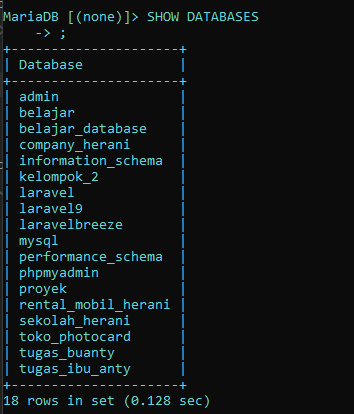 MariaDB [(none)]> SHOW DATABASES
    -> ;
+--------------------+
| Database           |
+--------------------+
| admin              |
| belajar            |
| belajar_database   |
| company_herani     |
| information_schema |
| kelompok_2         |
| laravel            |
| laravel9           |
| laravelbreeze      |
| mysql              |
| performance_schema |
| phpmyadmin         |
| proyek             |
| rental_mobil_herani |
| sekolah_herani     |
| toko_photocard     |
| tugas_buanty       |
| tugas_ibu_anty     |
+--------------------+
18 rows in set (0.128 sec)